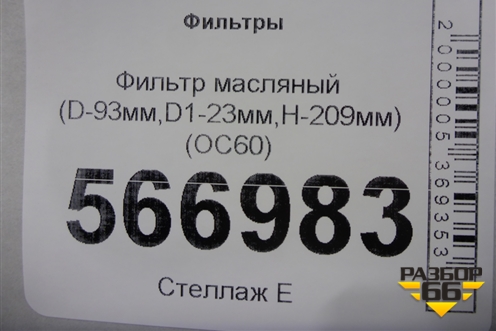 Фильтры
Фильтр масляный
(D-93мм,D1-23мм,H-209мм)
(OC60)
566983
Стеллаж Е
2000005369353
РАЗБОР
66